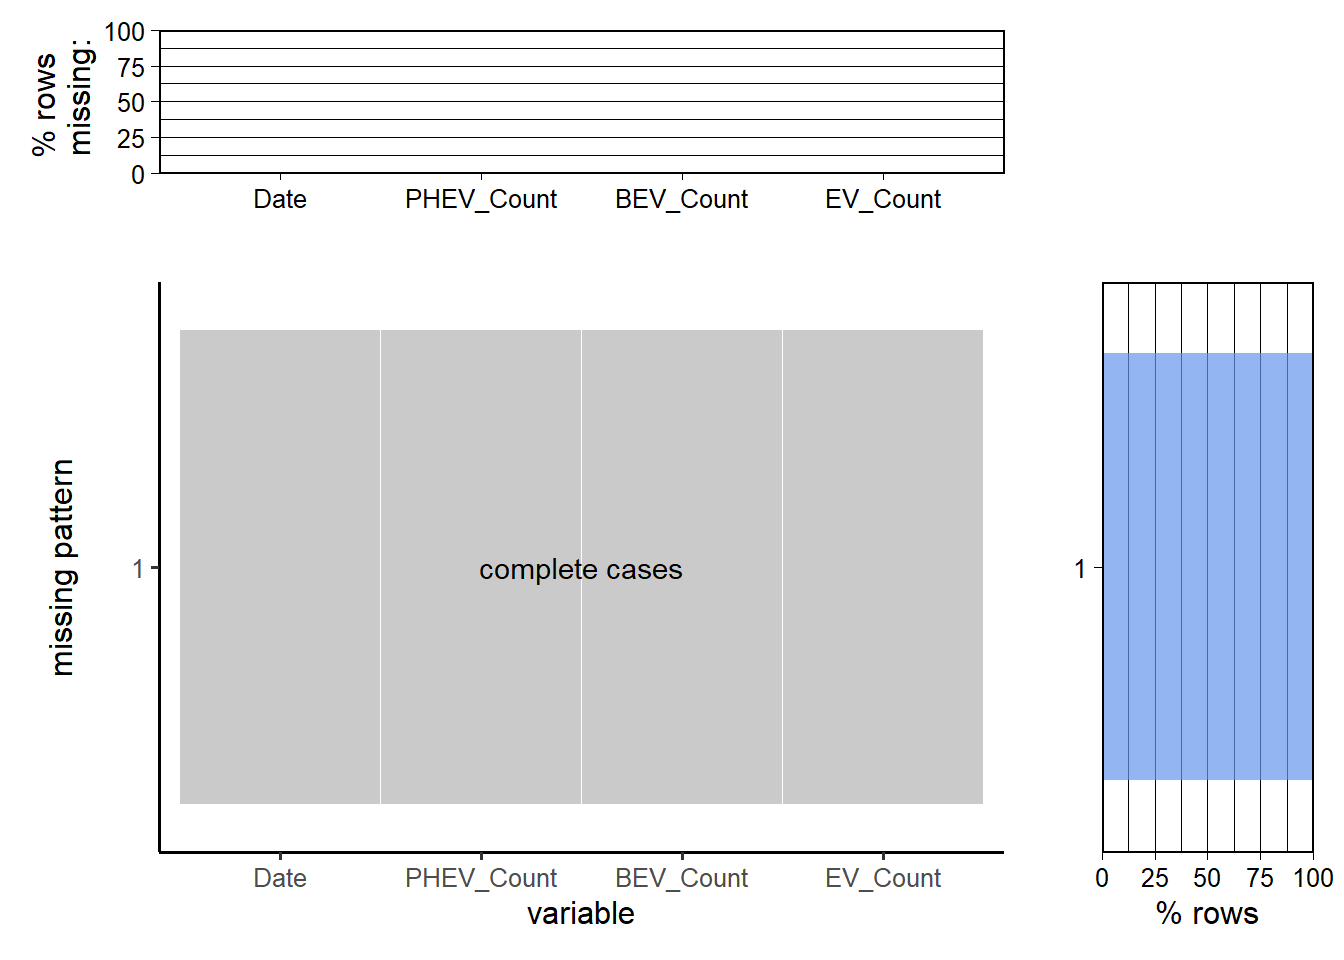 % rows
missing:
100
75
50
25
0
Date PHEV_Count BEV_Count EV_Count
missing pattern
1
complete cases
Date PHEV_Count BEV_Count EV_Count
variable
1
0 25 50 75 100
% rows